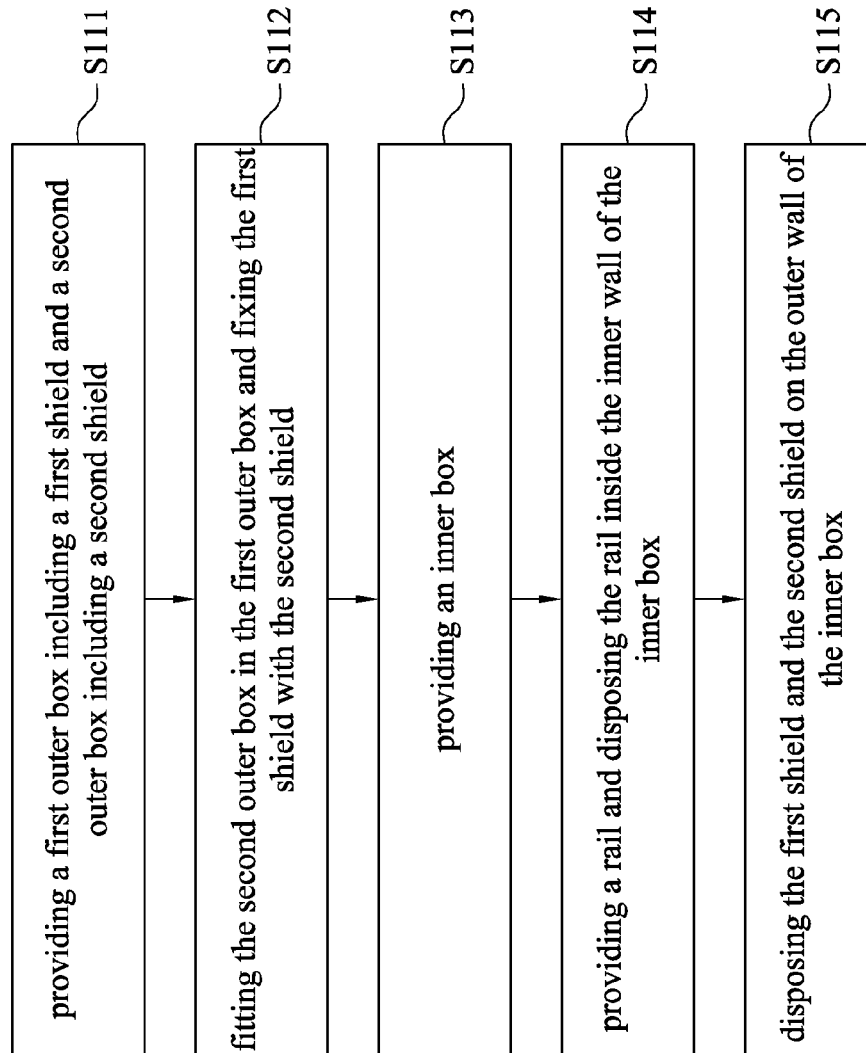 providing a first outer box including a first shield and a second
outer box including a second shield
S111
fitting the second outer box in the first outer box and fixing the first
shield with the second shield
S112
providing an inner box
S113
providing a rail and disposing the rail inside the inner wall of the
inner box
S114
disposing the first shield and the second shield on the outer wall of
the inner box
S115